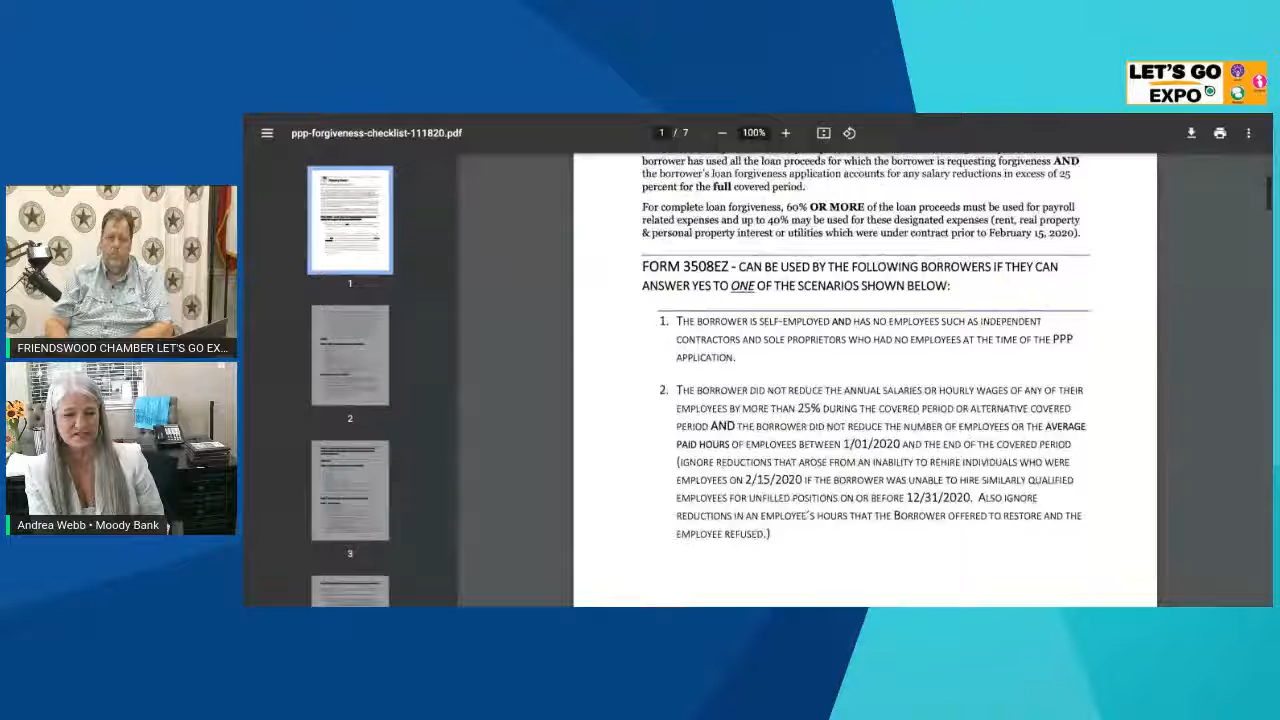 LET'S GO
EXPO
ppp-forgiveness-checklist-111820.pdf
1 / 7
100%
borrower has used all the loan proceeds for which the borrower is requesting forgiveness AND
the borrower's loan forgiveness application accounts for any salary reductions in excess of 25
percent for the full covered period.
For complete loan forgiveness, 60% OR MORE of the loan proceeds must be used for payroll
related expenses and up to 40% may be used for these designated expenses (rent, real property
& personal property interest or utilities which were under contract prior to February 15, 2020).
FORM 3508EZ - CAN BE USED BY THE FOLLOWING BORROWERS IF THEY CAN
ANSWER YES TO ONE OF THE SCENARIOS SHOWN BELOW:
1. THE BORROWER IS SELF-EMPLOYED AND HAS NO EMPLOYEES SUCH AS INDEPENDENT
CONTRACTORS AND SOLE PROPRIETORS WHO HAD NO EMPLOYEES AT THE TIME OF THE PPP
APPLICATION.
2. THE BORROWER DID NOT REDUCE THE ANNUAL SALARIES OR HOURLY WAGES OF ANY OF THEIR
EMPLOYEES BY MORE THAN 25% DURING THE COVERED PERIOD OR ALTERNATIVE COVERED
PERIOD AND THE BORROWER DID NOT REDUCE THE NUMBER OF EMPLOYEES OR THE AVERAGE
PAID HOURS OF EMPLOYEES BETWEEN 1/01/2020 AND THE END OF THE COVERED PERIOD
(IGNORE REDUCTIONS THAT AROSE FROM AN INABILITY TO REHIRE INDIVIDUALS WHO WERE
EMPLOYEES ON 2/15/2020 IF THE BORROWER WAS UNABLE TO HIRE SIMILARLY QUALIFIED
EMPLOYEES FOR UNFILLED POSITIONS ON OR BEFORE 12/31/2020. ALSO IGNORE
REDUCTIONS IN AN EMPLOYEE'S HOURS THAT THE BORROWER OFFERED TO RESTORE AND THE
EMPLOYEE REFUSED.)
1
2
3
FRIENDSWOOD CHAMBER LET'S GO EX...
Andrea Webb • Moody Bank